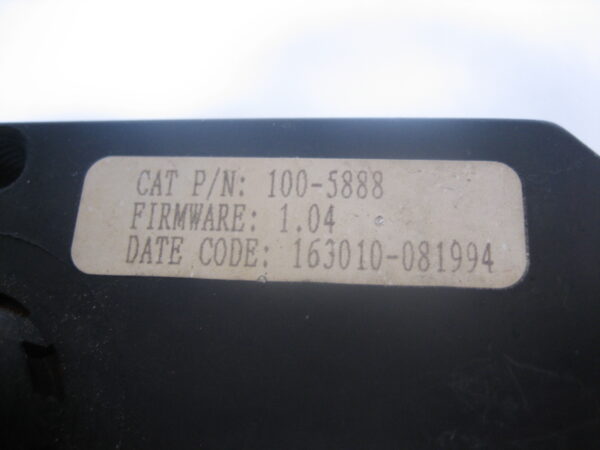 CAT P/N: 100-5888
FIRMWARE: 1.04
DATE CODE: 163010-081994